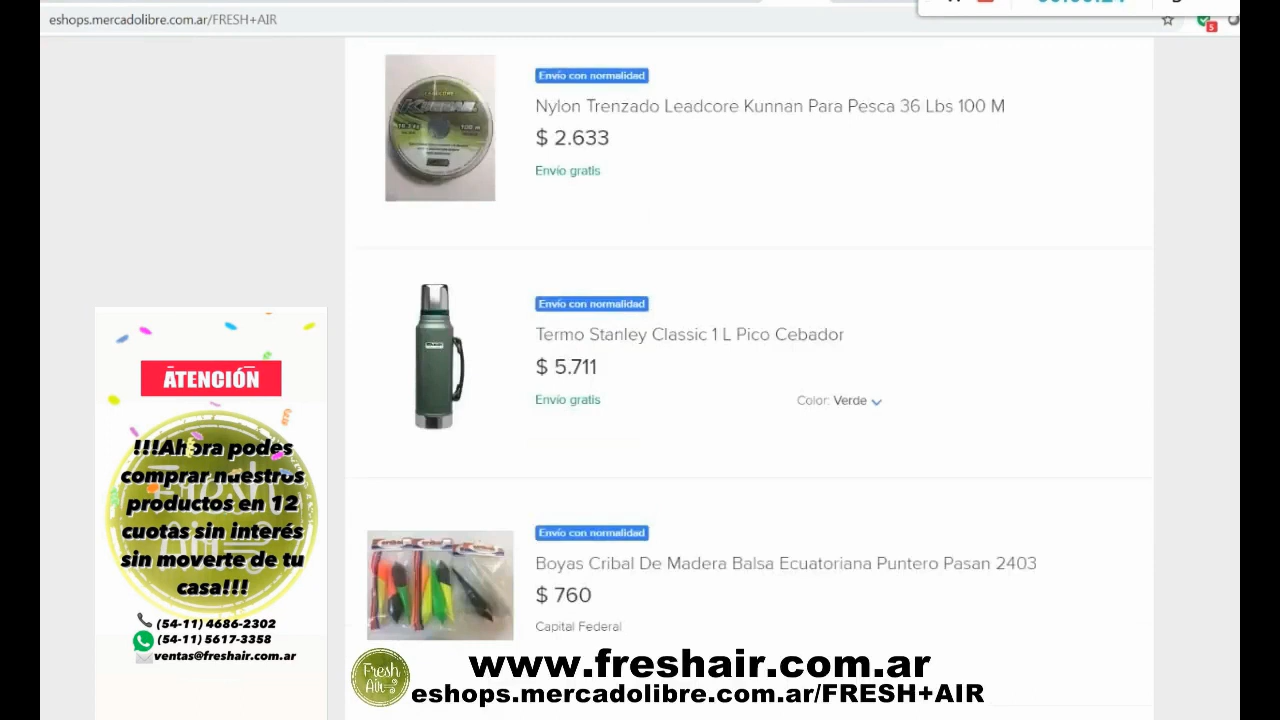 eshops.mercadolibre.com.ar/FRESH+AIR
Envío con normalidad
Nylon Trenzado Leadcore Kunnan Para Pesca 36 Lbs 100 M
$ 2.633
Envío gratis
Envío con normalidad
Termo Stanley Classic 1 L Pico Cebador
$ 5.711
Envío gratis
Color: Verde
Envío con normalidad
Boyas Cribal De Madera Balsa Ecuatoriana Puntero Pasan 2403
$ 760
Capital Federal
ATENCIÓN
!!!Ahora podes
comprar nuestros
productos en 12
cuotas sin interés
sin moverte de tu
casa!!!
(54-11) 4686-2302
(54-11) 5617-3358
ventas@freshair.com.ar
Fresh
Air
www.freshair.com.ar
eshops.mercadolibre.com.ar/FRESH+AIR